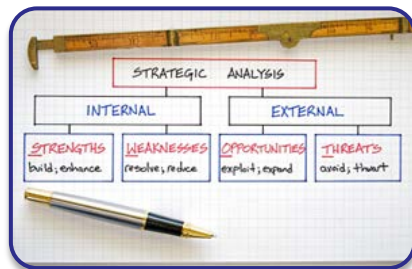 STRATEGIC ANALYSIS
INTERNAL
EXTERNAL
STRENGTHS
build; enhance
WEAKNESSES
resolve; reduce
OPPORTUNITIES
exploit; expand
THREATS
avoid; thwart